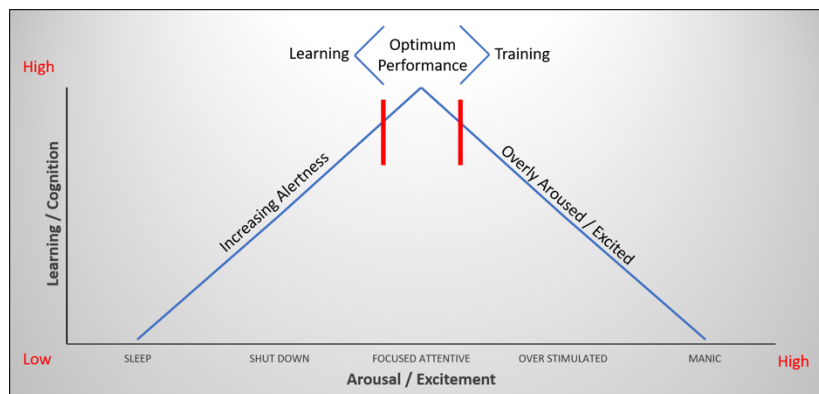 Learning
Optimum
Performance
Training
High
Learning / Cognition
Increasing Alertness
Overly Aroused / Excited
Low
SLEEP
SHUT DOWN
FOCUSED ATTENTIVE
OVER STIMULATED
MANIC
High
Arousal / Excitement